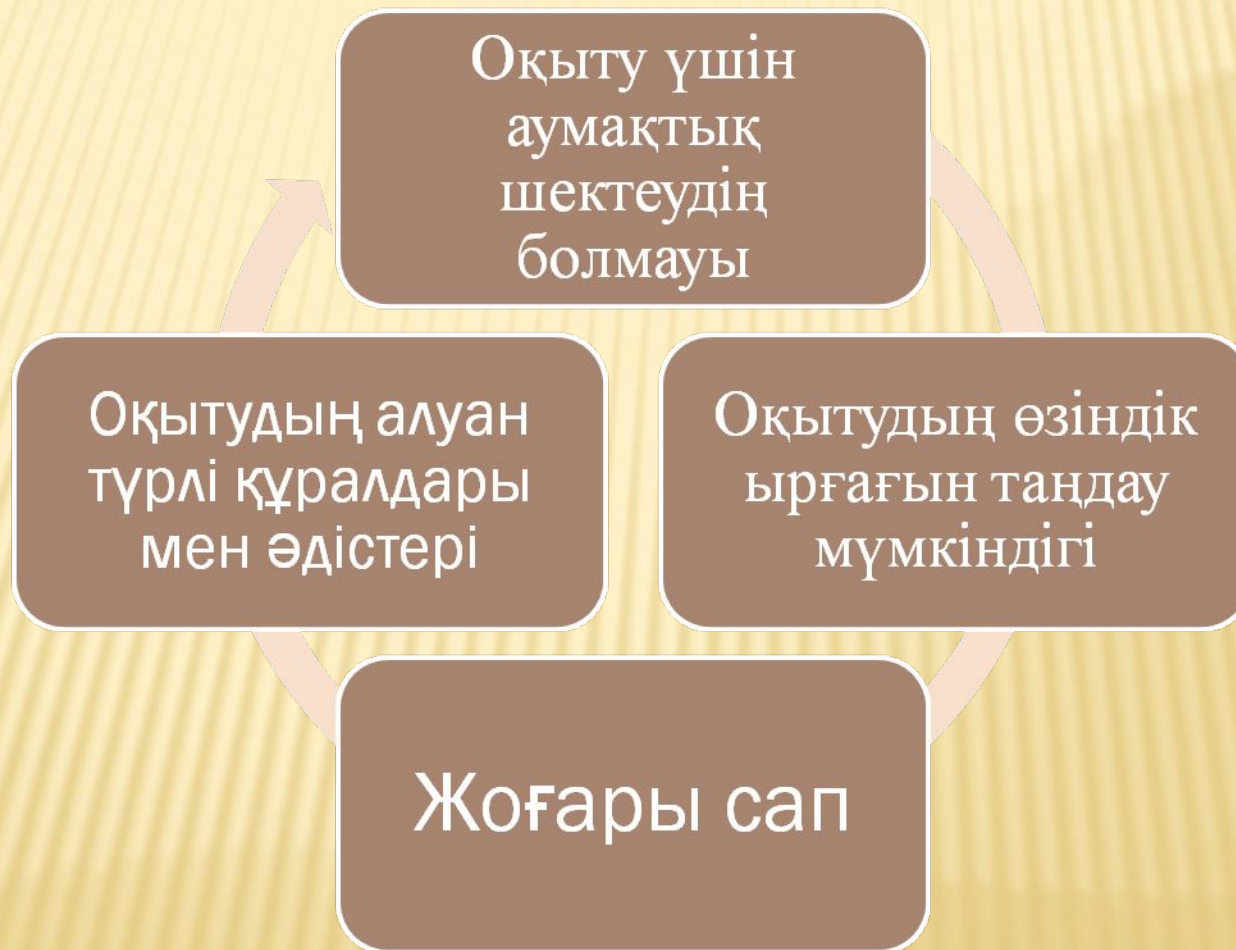 Оқыту үшін
аумақтық
шектеудің
болмауы
Оқытудың өзіндік
ырғағын таңдау
мүмкіндігі
Жоғары сап
Оқытудың алуан
түрлі құралдары
мен әдістері